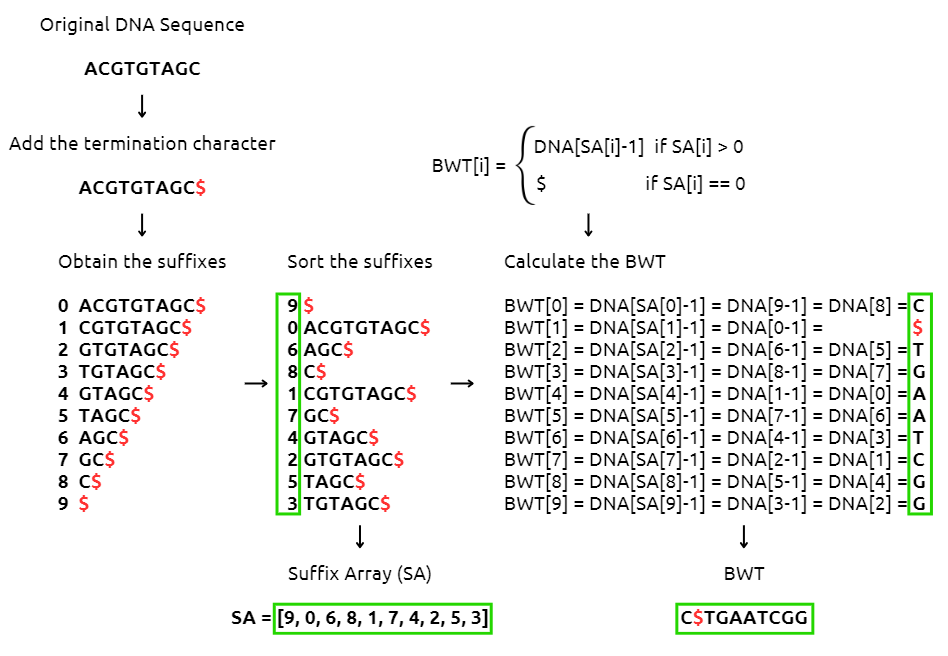 Original DNA Sequence
ACGTGTAGC
Add the termination character
ACGTGTAGC$
BWT[i] =
DNA[SA[i]-1] if SA[i] > 0
$ if SA[i] == 0
Obtain the suffixes
0 ACGTGTAGC$
1 CGTGTAGC$
2 GTGTAGC$
3 TGTAGC$
4 GTAGC$
5 TAGC$
6 AGC$
7 GC$
8 C$
9 $
Sort the suffixes
9 $
0 ACGTGTAGC$
6 AGC$
8 C$
1 CGTGTAGC$
7 GC$
4 GTAGC$
2 GTGTAGC$
5 TAGC$
3 TGTAGC$
Calculate the BWT
BWT[0] = DNA[SA[0]-1] = DNA[9-1] = DNA[8] = C
BWT[1] = DNA[SA[1]-1] = DNA[0-1] = $
BWT[2] = DNA[SA[2]-1] = DNA[6-1] = DNA[5] = T
BWT[3] = DNA[SA[3]-1] = DNA[8-1] = DNA[7] = G
BWT[4] = DNA[SA[4]-1] = DNA[1-1] = DNA[0] = A
BWT[5] = DNA[SA[5]-1] = DNA[7-1] = DNA[6] = A
BWT[6] = DNA[SA[6]-1] = DNA[4-1] = DNA[3] = T
BWT[7] = DNA[SA[7]-1] = DNA[2-1] = DNA[1] = C
BWT[8] = DNA[SA[8]-1] = DNA[5-1] = DNA[4] = G
BWT[9] = DNA[SA[9]-1] = DNA[3-1] = DNA[2] = G
Suffix Array (SA)
SA = [9, 0, 6, 8, 1, 7, 4, 2, 5, 3]
BWT
C$TGAATCGG